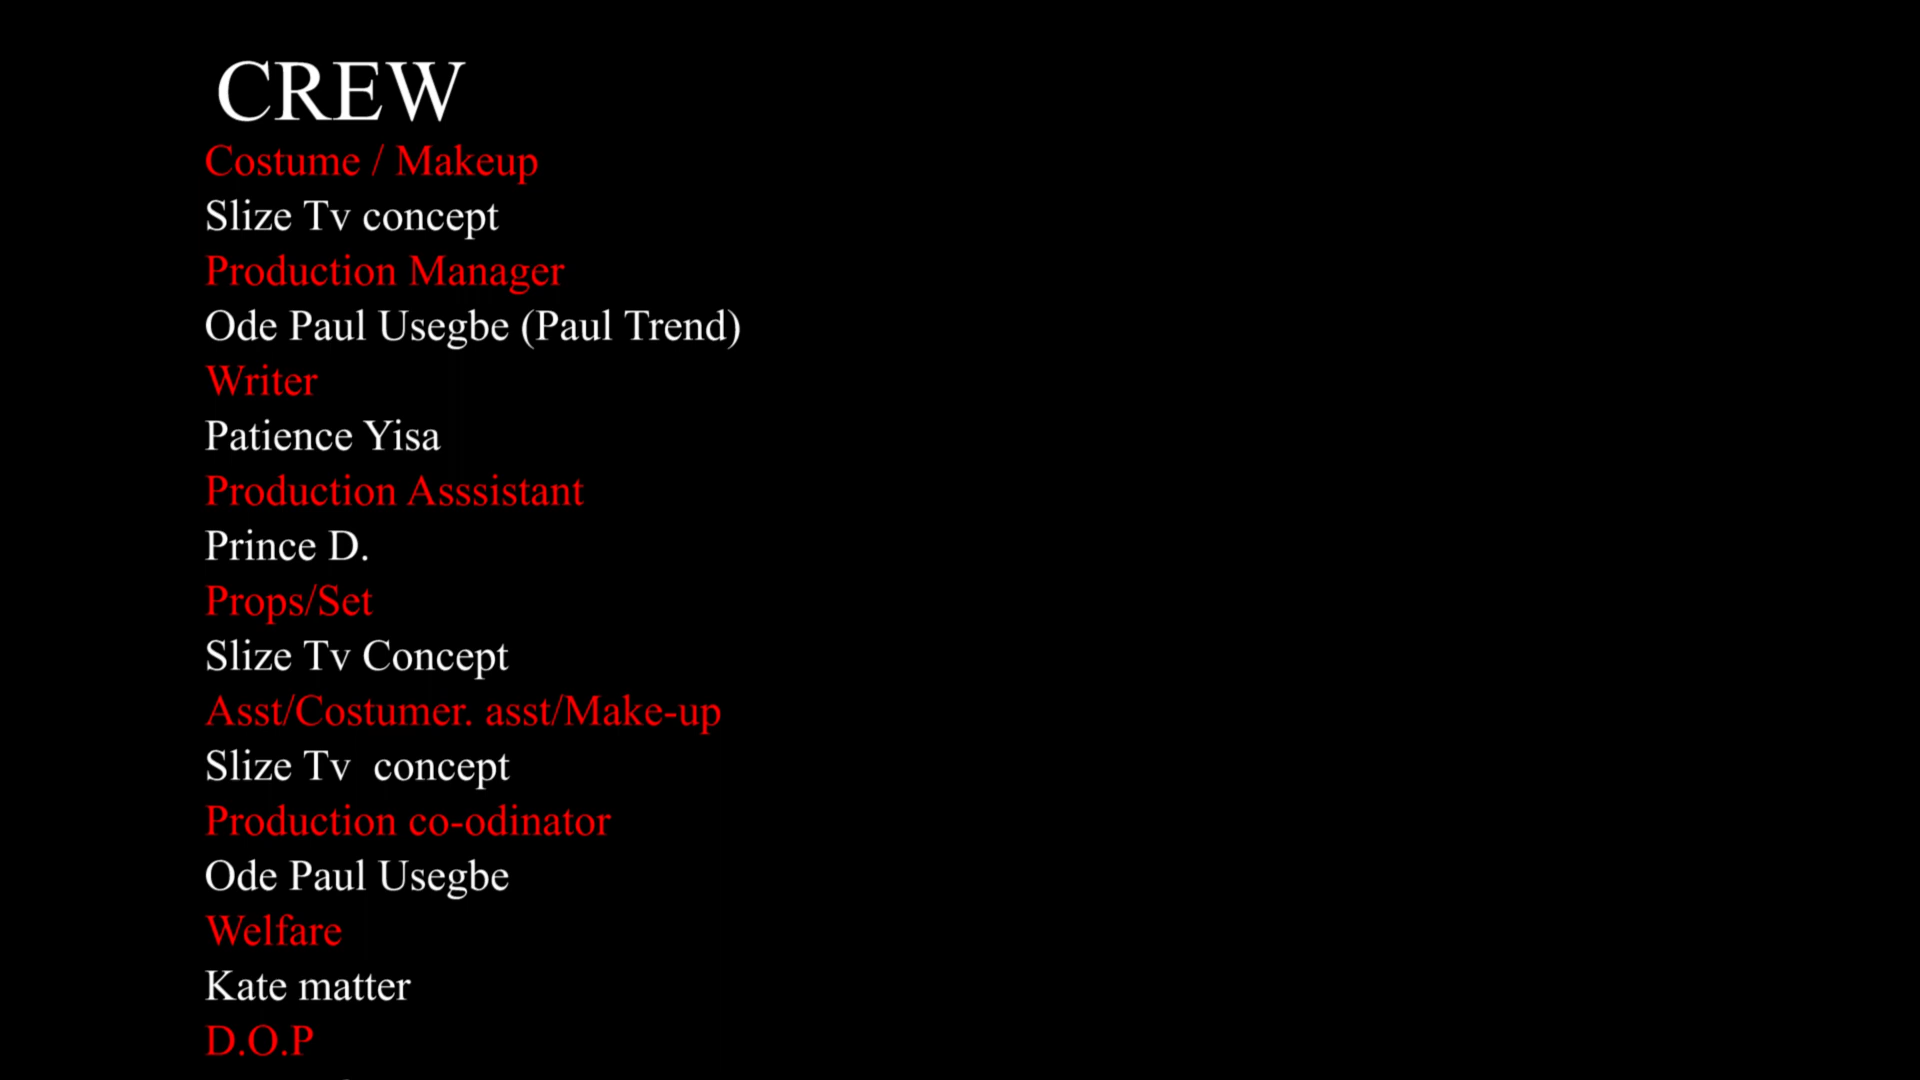 CREW
Costume / Makeup
Slize Tv concept
Production Manager
Ode Paul Usegbe (Paul Trend)
Writer
Patience Yisa
Production Asssistant
Prince D.
Props/Set
Slize Tv Concept
Asst/Costumer. asst/Make-up
Slize Tv  concept
Production co-odinator
Ode Paul Usegbe
Welfare
Kate matter
D.O.P